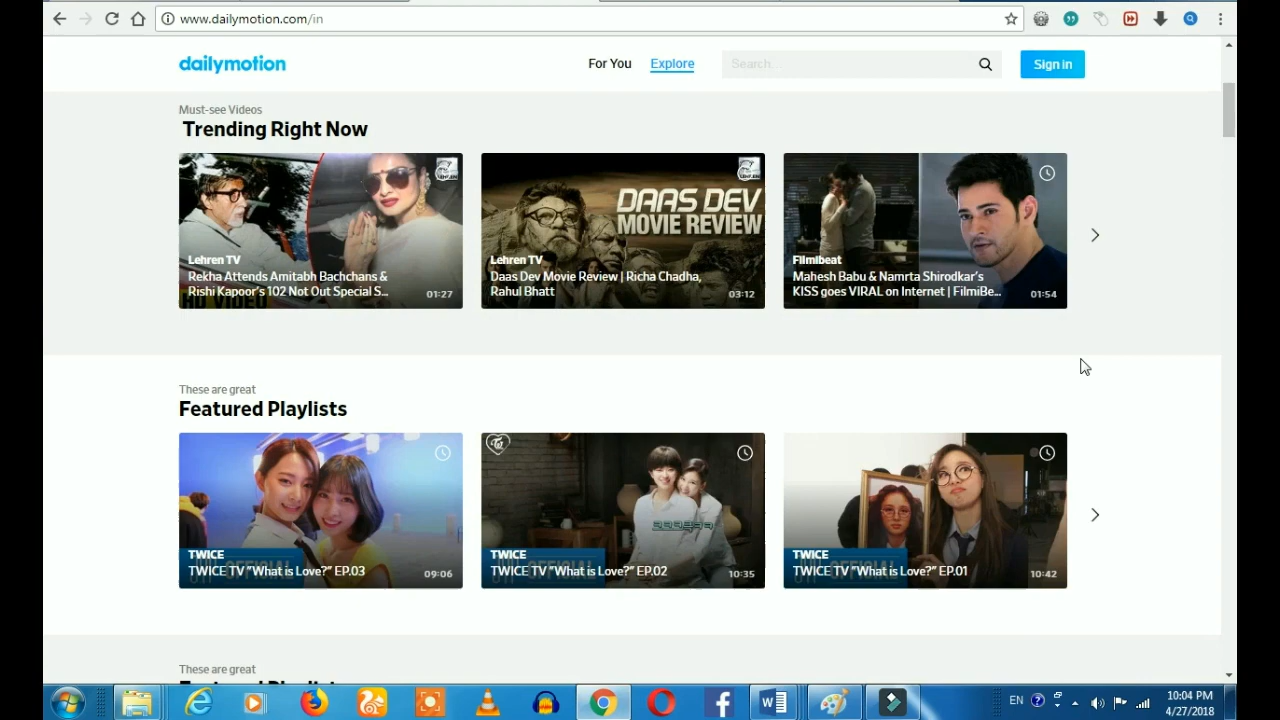 www.dailymotion.com/in
dailymotion
For You
Explore
Search...
Sign in
Must-see Videos
Trending Right Now
Lehren TV
Rekha Attends Amitabh Bachchans &
Rishi Kapoor's 102 Not Out Special S...
01:27
DAAS DEV
MOVIE REVIEW
Lehren TV
Daas Dev Movie Review | Richa Chadha,
Rahul Bhatt
03:12
Filmibeat
Mahesh Babu & Namrta Shirodkar's
KISS goes VIRAL on Internet | FilmiBe...
01:54
These are great
Featured Playlists
TWICE
TWICE TV "What is Love?" EP.03
09:06
TWICE
TWICE TV "What is Love?" EP.02
10:35
TWICE
TWICE TV "What is Love?" EP.01
10:42
These are great
Featured Playlists
EN
10:04 PM
4/27/2018